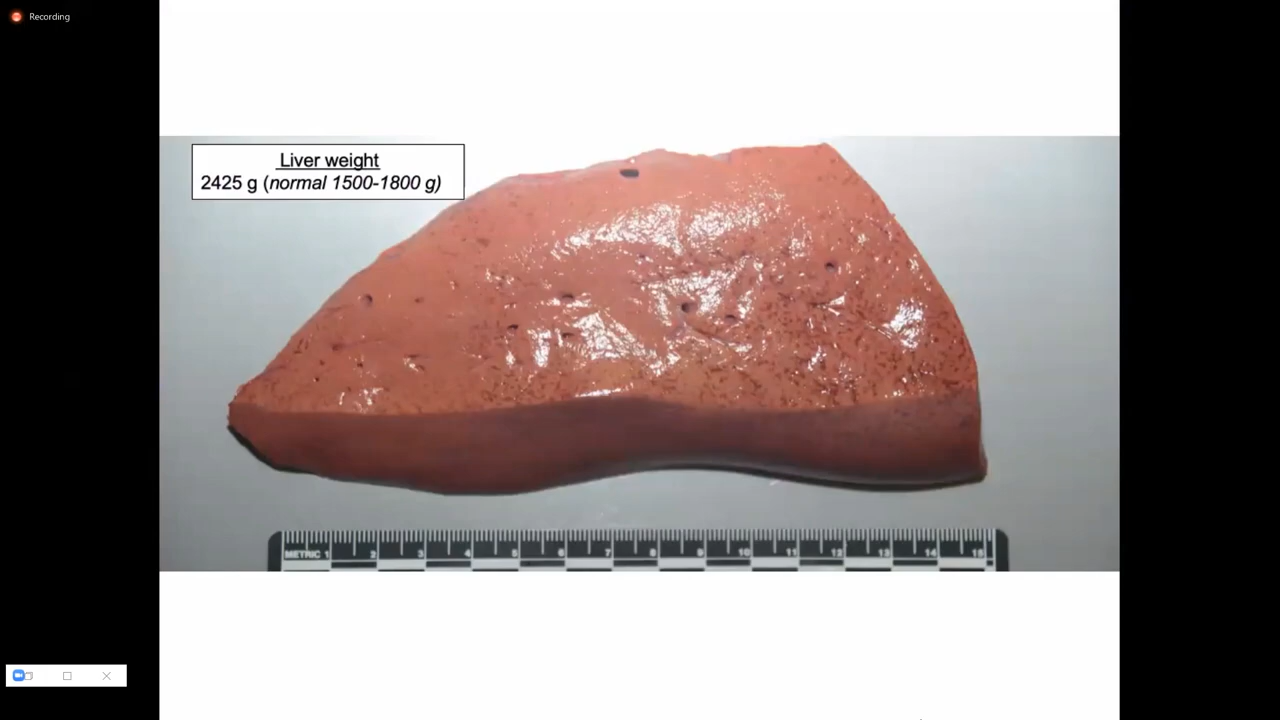 Recording
Liver weight
2425 g (normal 1500-1800 g)
METRIC 1 2 3 4 5 6 7 8 9 10 11 12 13 14 15